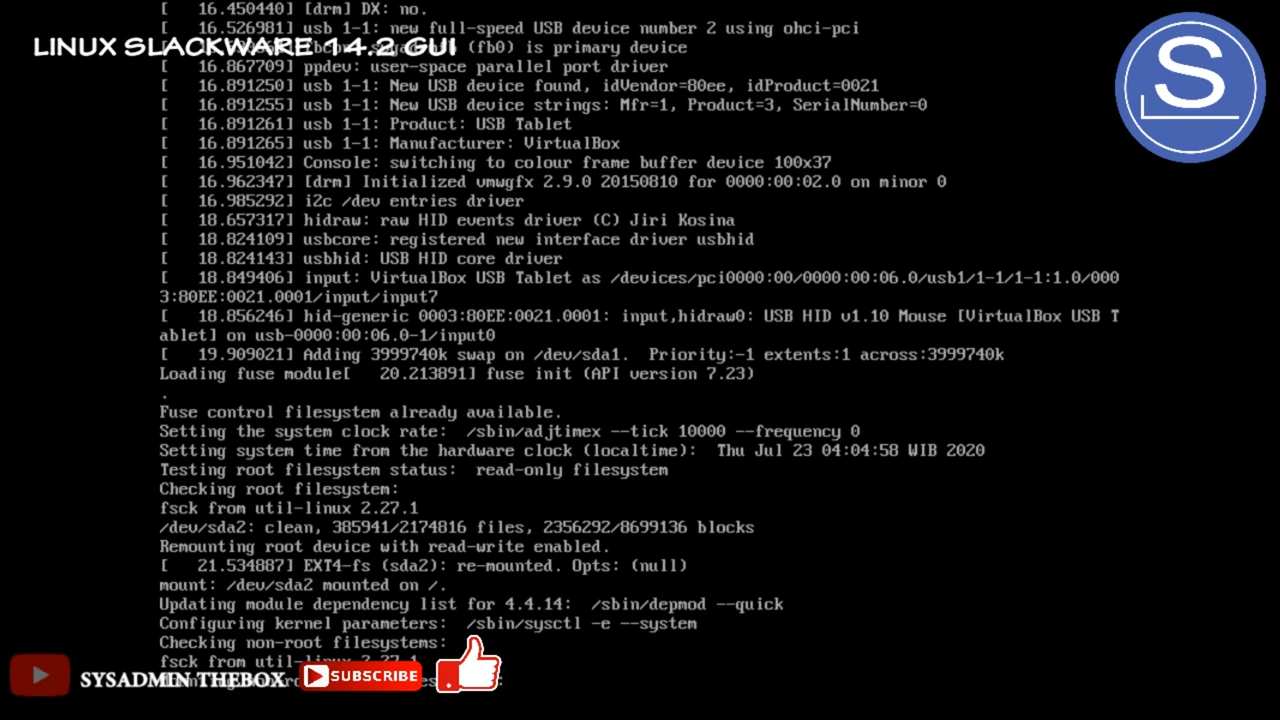 [   16.450440] [drm] DX: no.
[   16.526981] usb 1-1: new full-speed USB device number 2 using ohci-pci
LINUX SLACKWARE 14.2 GUI
(fb0) is primary device
[   16.867709] ppdev: user-space parallel port driver
[   16.891250] usb 1-1: New USB device found, idVendor=80ee, idProduct=0021
[   16.891255] usb 1-1: New USB device strings: Mfr=1, Product=3, SerialNumber=0
[   16.891261] usb 1-1: Product: USB Tablet
[   16.891265] usb 1-1: Manufacturer: VirtualBox
[   16.951042] Console: switching to colour frame buffer device 100x37
[   16.962347] [drm] Initialized vmwgfx 2.9.0 20150810 for 0000:00:02.0 on minor 0
[   16.985292] i2c /dev entries driver
[   18.657317] hidraw: raw HID events driver (C) Jiri Kosina
[   18.824109] usbcore: registered new interface driver usbhid
[   18.824143] usbhid: USB HID core driver
[   18.849406] input: VirtualBox USB Tablet as /devices/pci0000:00/0000:00:06.0/usb1/1-1/1-1:1.0/000
3:80EE:0021.0001/input/input7
[   18.856246] hid-generic 0003:80EE:0021.0001: input,hidraw0: USB HID v1.10 Mouse [VirtualBox USB T
ablet] on usb-0000:00:06.0-1/input0
[   19.909021] Adding 3999740k swap on /dev/sda1.  Priority:-1 extents:1 across:3999740k
Loading fuse module[   20.213891] fuse init (API version 7.23)
.
Fuse control filesystem already available.
Setting the system clock rate:  /sbin/adjtimex --tick 10000 --frequency 0
Setting system time from the hardware clock (localtime):  Thu Jul 23 04:04:58 WIB 2020
Testing root filesystem status:  read-only filesystem
Checking root filesystem:
fsck from util-linux 2.27.1
/dev/sda2: clean, 385941/2174816 files, 2356292/8699136 blocks
Remounting root device with read-write enabled.
[   21.534887] EXT4-fs (sda2): re-mounted. Opts: (null)
mount: /dev/sda2 mounted on /.
Updating module dependency list for 4.4.14:  /sbin/depmod --quick
Configuring kernel parameters:  /sbin/sysctl -e --system
Checking non-root filesystems:
fsck from util-linux 2.27.1
SYSADMIN THEBOX
SUBSCRIBE
S